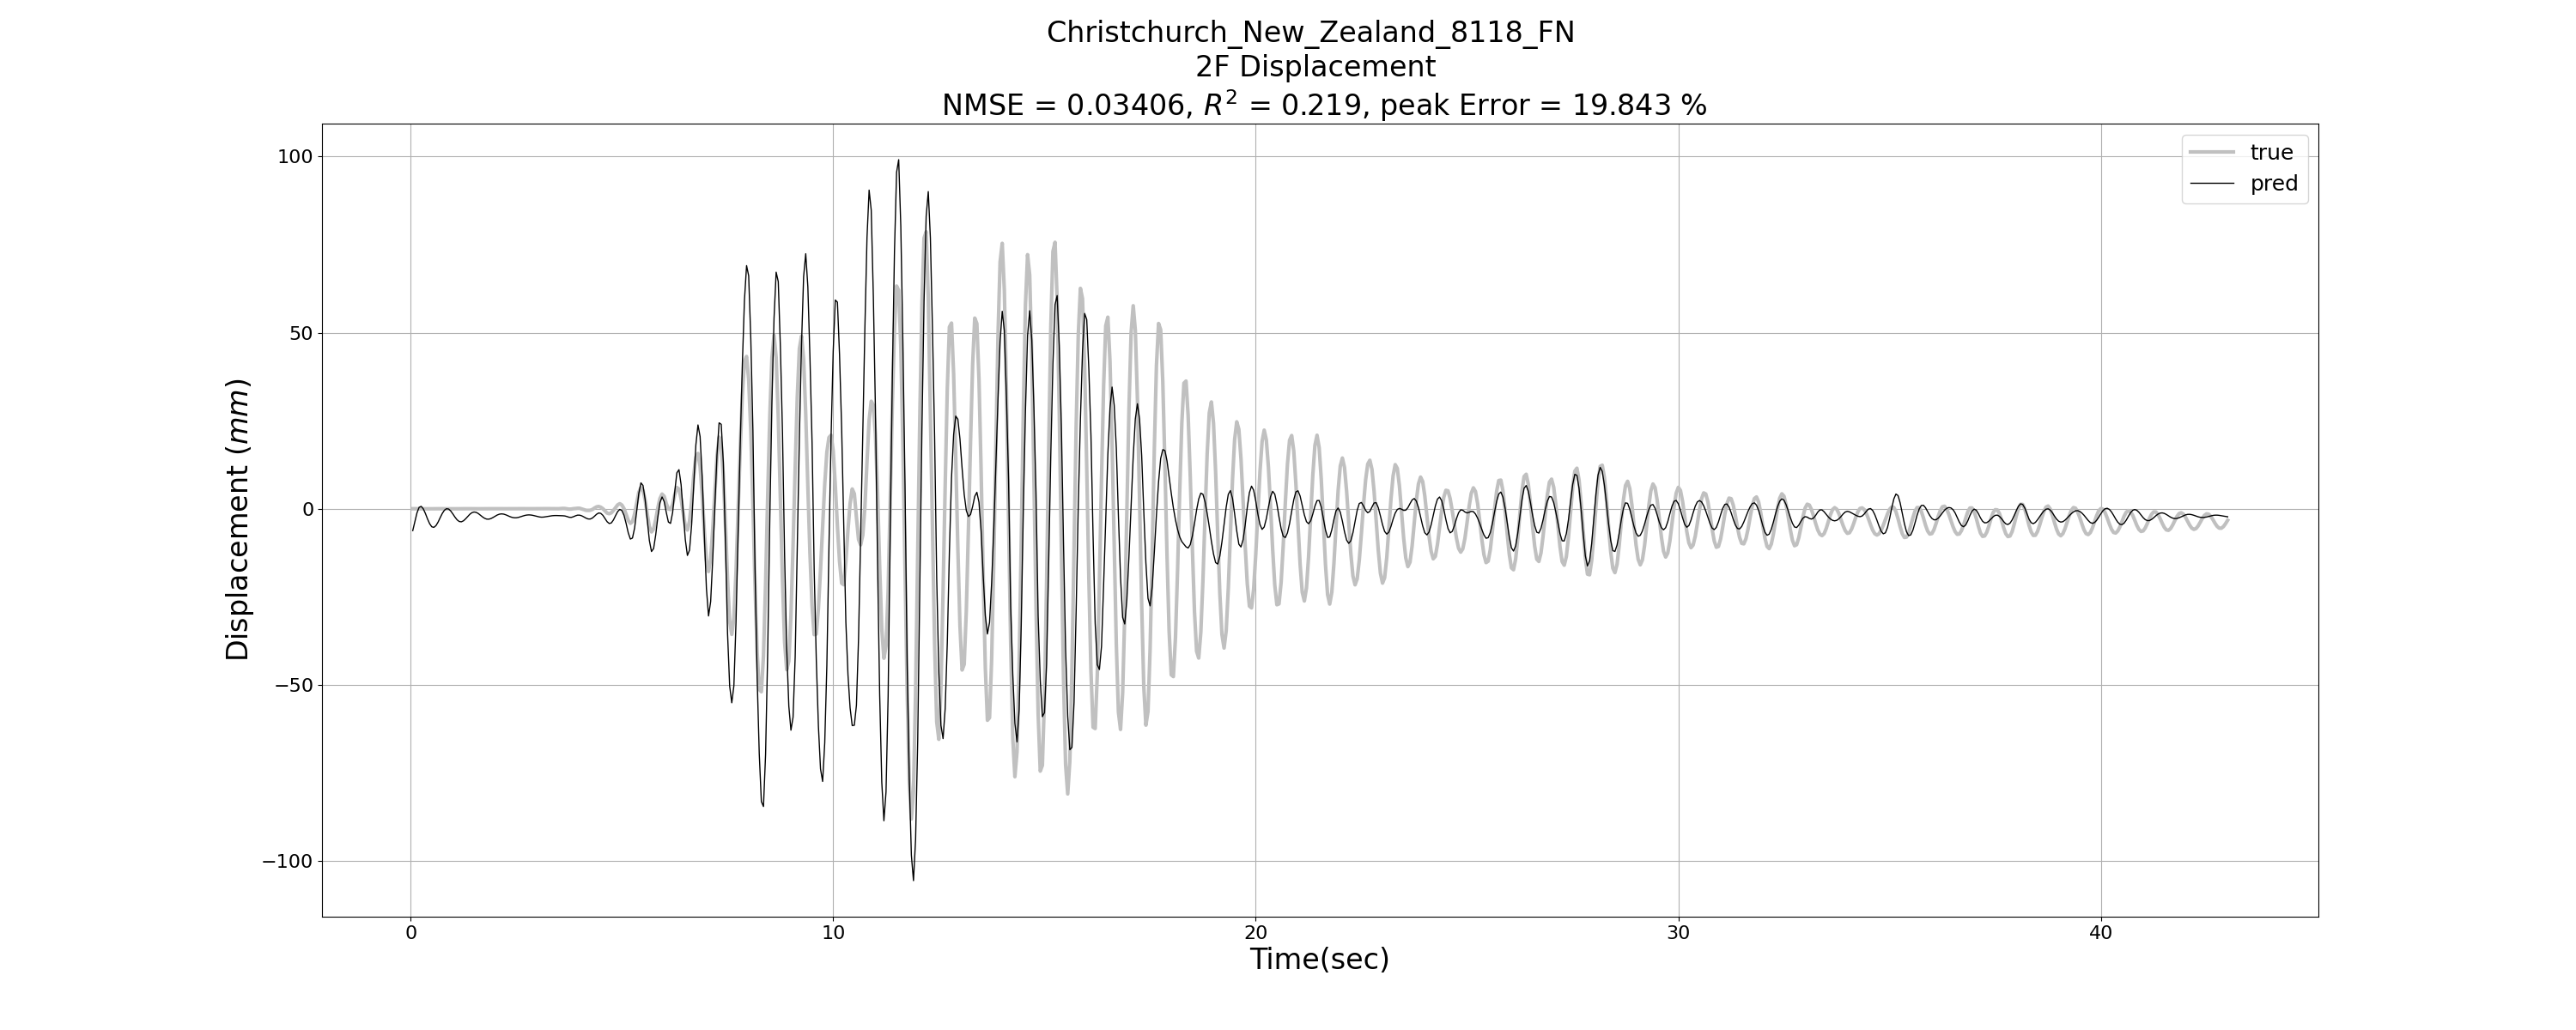 Christchurch_New_Zealand_8118_FN
2F Displacement
NMSE = 0.03406, R² = 0.219, peak Error = 19.843 %
true
pred
Displacement (mm)
100
50
0
−50
−100
0 10 20 30 40
Time(sec)